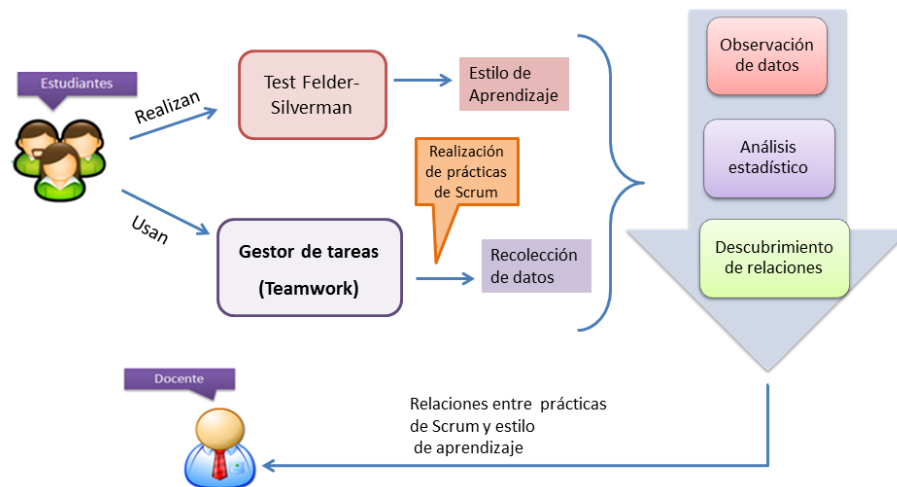 Estudiantes
Realizan
Test Felder-
Silverman
Estilo de
Aprendizaje
Usan
Gestor de tareas
(Teamwork)
Realización
de prácticas
de Scrum
Recolección
de datos
Observación
de datos
Análisis
estadístico
Descubrimiento
de relaciones
Docente
Relaciones entre prácticas
de Scrum y estilo
de aprendizaje